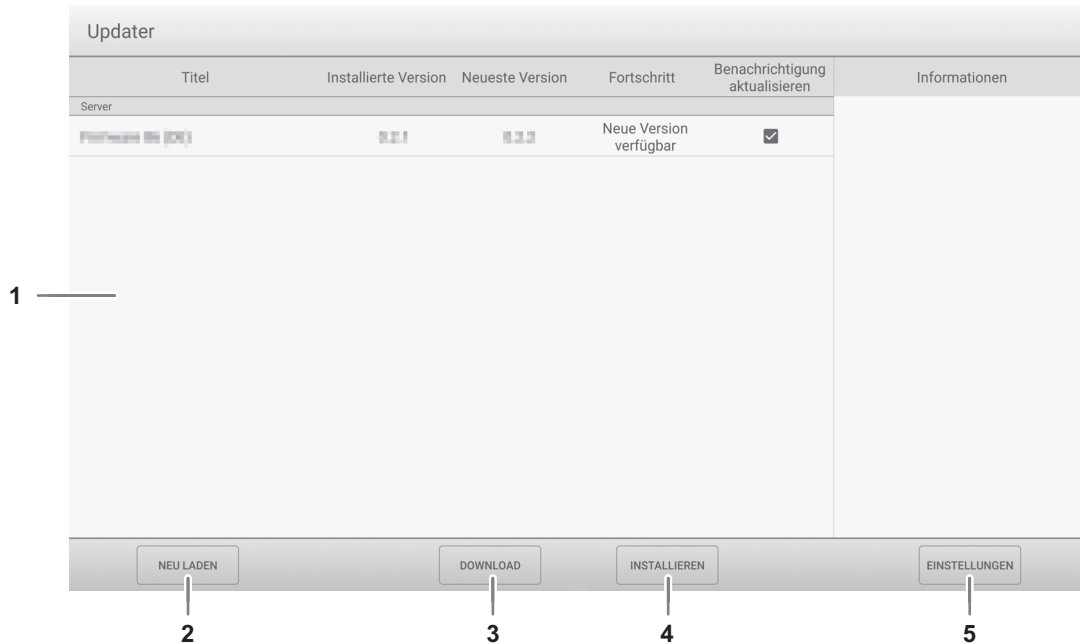 Updater
Titel
Installierte Version
Neueste Version
Fortschritt
Benachrichtigung
aktualisieren
Informationen
Server
Neue Version
verfügbar
1
NEU LADEN
DOWNLOAD
INSTALLIEREN
EINSTELLUNGEN
2
3
4
5